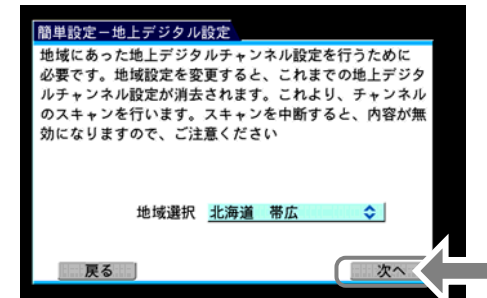 簡単設定－地上デジタル設定
地域にあった地上デジタルチャンネル設定を行うために
必要です。地域設定を変更すると、これまでの地上デジタ
ルチャンネル設定が消去されます。これより、チャンネル
のスキャンを行います。スキャンを中断すると、内容が無
効になりますので、ご注意ください
地域選択 北海道 帯広
戻る 次へ